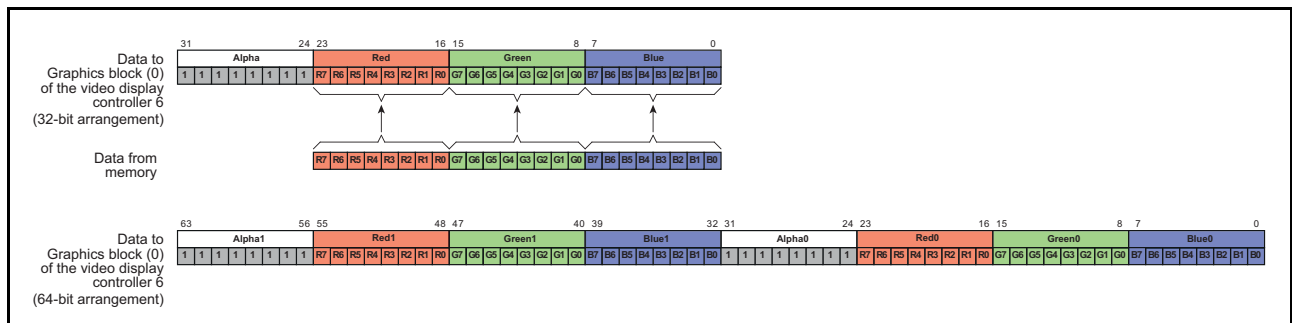 31 24 23 16 15 8 7 0
Data to Alpha Red Green Blue
Graphics block (0) 1 1 1 1 1 1 1 1 R7 R6 R5 R4 R3 R2 R1 R0 G7 G6 G5 G4 G3 G2 G1 G0 B7 B6 B5 B4 B3 B2 B1 B0
of the video display
controller 6
(32-bit arrangement)
Data from R7 R6 R5 R4 R3 R2 R1 R0 G7 G6 G5 G4 G3 G2 G1 G0 B7 B6 B5 B4 B3 B2 B1 B0
memory
63 56 55 48 47 40 39 32 31 24 23 16 15 8 7 0
Data to Alpha1 Red1 Green1 Blue1 Alpha0 Red0 Green0 Blue0
Graphics block (0) 1 1 1 1 1 1 1 1 R7 R6 R5 R4 R3 R2 R1 R0 G7 G6 G5 G4 G3 G2 G1 G0 B7 B6 B5 B4 B3 B2 B1 B0 1 1 1 1 1 1 1 1 R7 R6 R5 R4 R3 R2 R1 R0 G7 G6 G5 G4 G3 G2 G1 G0 B7 B6 B5 B4 B3 B2 B1 B0
of the video display
controller 6
(64-bit arrangement)